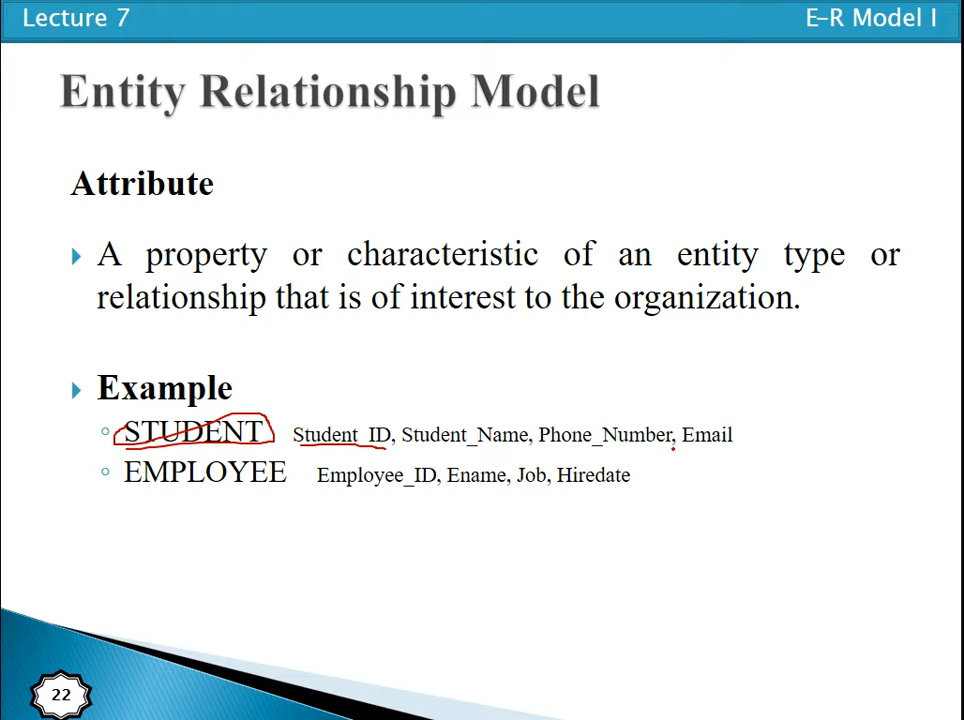 Lecture 7 E-R Model I
Entity Relationship Model
Attribute
A property or characteristic of an entity type or
relationship that is of interest to the organization.
Example
STUDENT Student_ID, Student_Name, Phone_Number, Email
EMPLOYEE Employee_ID, Ename, Job, Hiredate
22